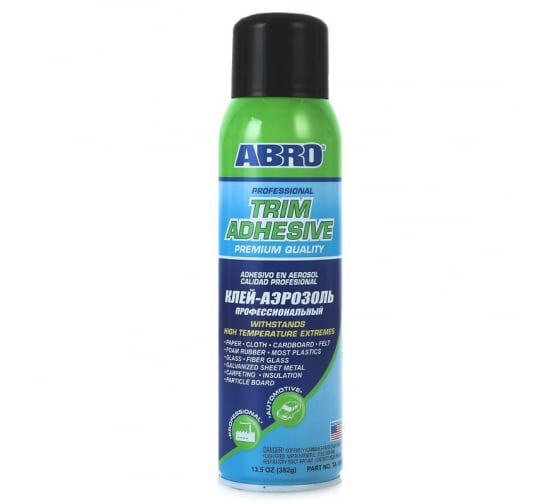 ABRO®
PROFESSIONAL
TRIM
ADHESIVE
PREMIUM QUALITY
ADHESIVO EN AEROSOL
CALIDAD PROFESIONAL
КЛЕЙ-АЭРОЗОЛЬ
ПРОФЕССИОНАЛЬНЫЙ
WITHSTANDS
HIGH TEMPERATURE EXTREMES
• PAPER • CLOTH • CARDBOARD • FELT
• FOAM RUBBER • MOST PLASTICS
• GLASS • FIBER GLASS
• GALVANIZED SHEET METAL
• CARPETING • INSULATION
• PARTICLE BOARD
AUTOMOTIVE
PROFESSIONAL
DANGER!
13.5 OZ (382g)
PART NO.